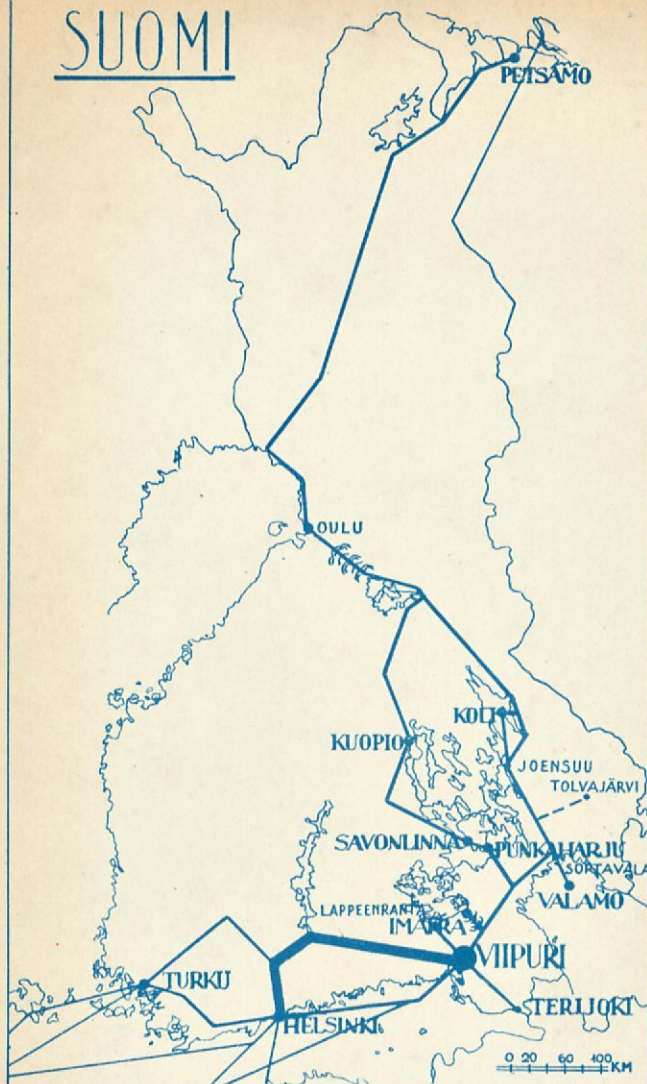 SUOMI
PETSAMO
OULU
KOLI
KUOPIO
JOENSUU
TOLVAJÄRVI
SAVONLINNA
PUNKAHARJU
SORTAVALA
VALAMO
LAPPEENRANTA
IMATRA
VIIPURI
TURKU
TERIJOKI
HELSINKI
0 20 60 100 KM